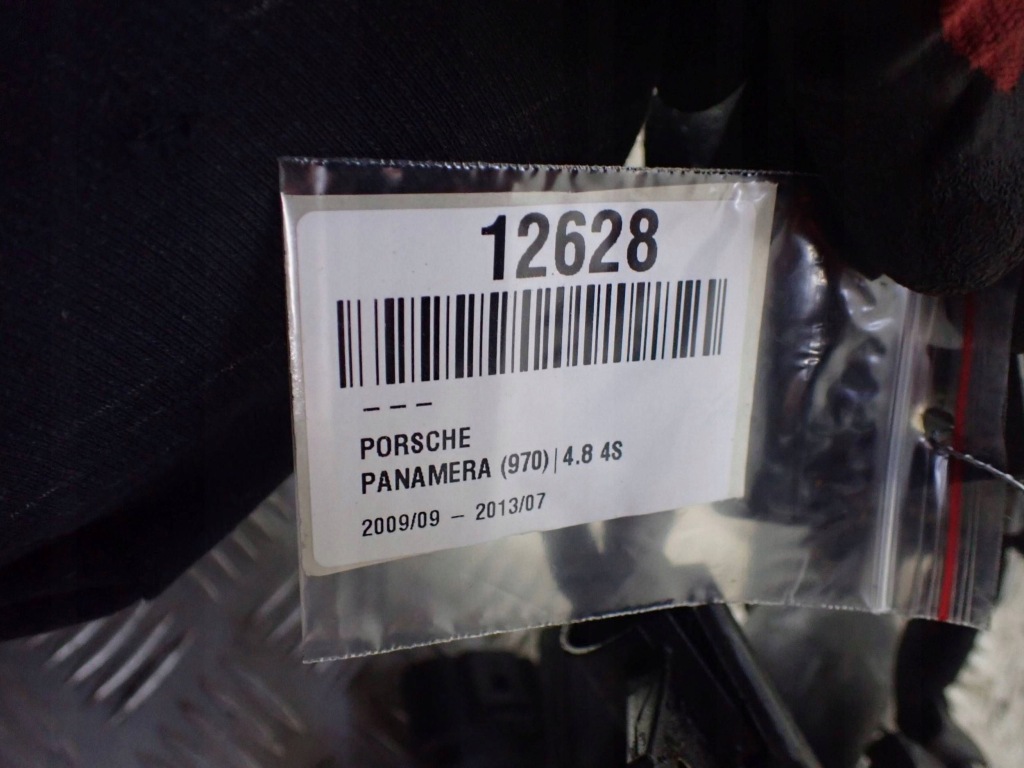 12628
– – –
PORSCHE
PANAMERA (970)|4.8 4S
2009/09 – 2013/07